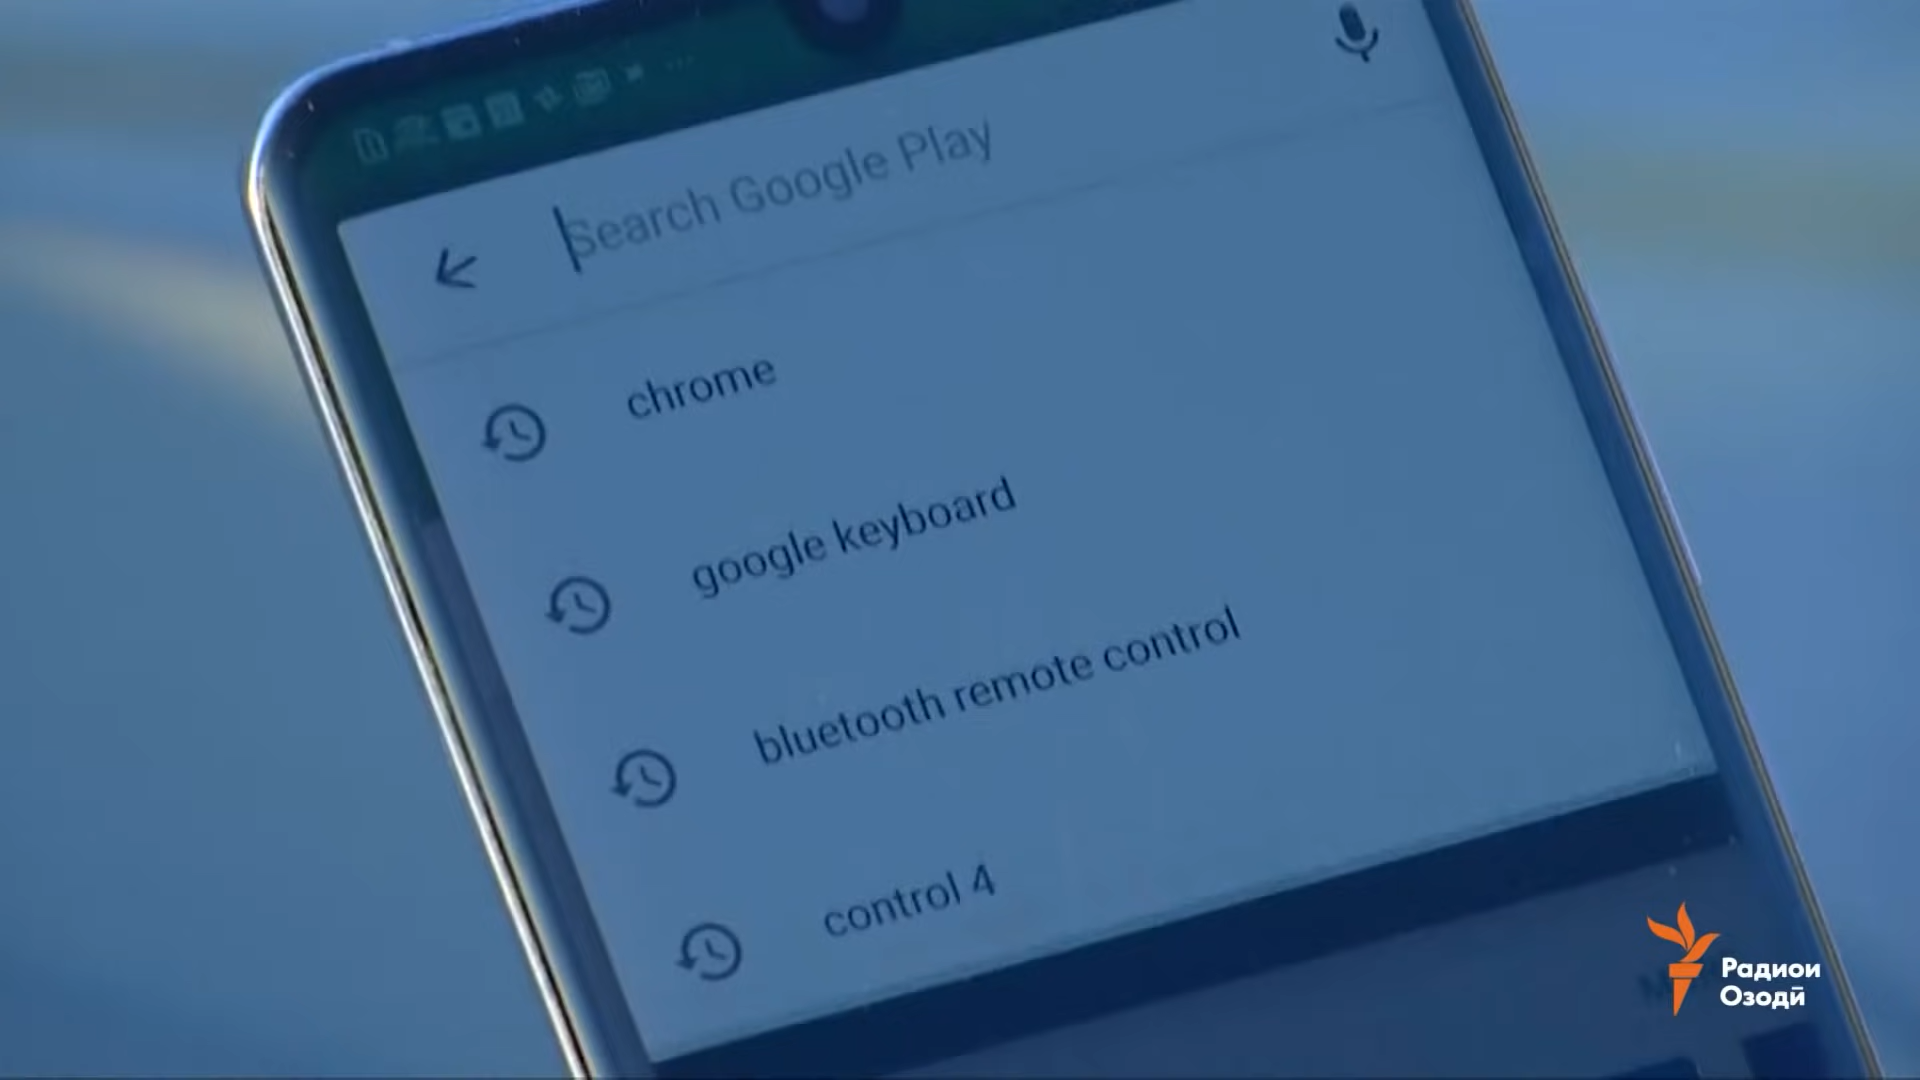 Search Google Play
chrome
google keyboard
bluetooth remote control
control 4
Радиои
Озодӣ